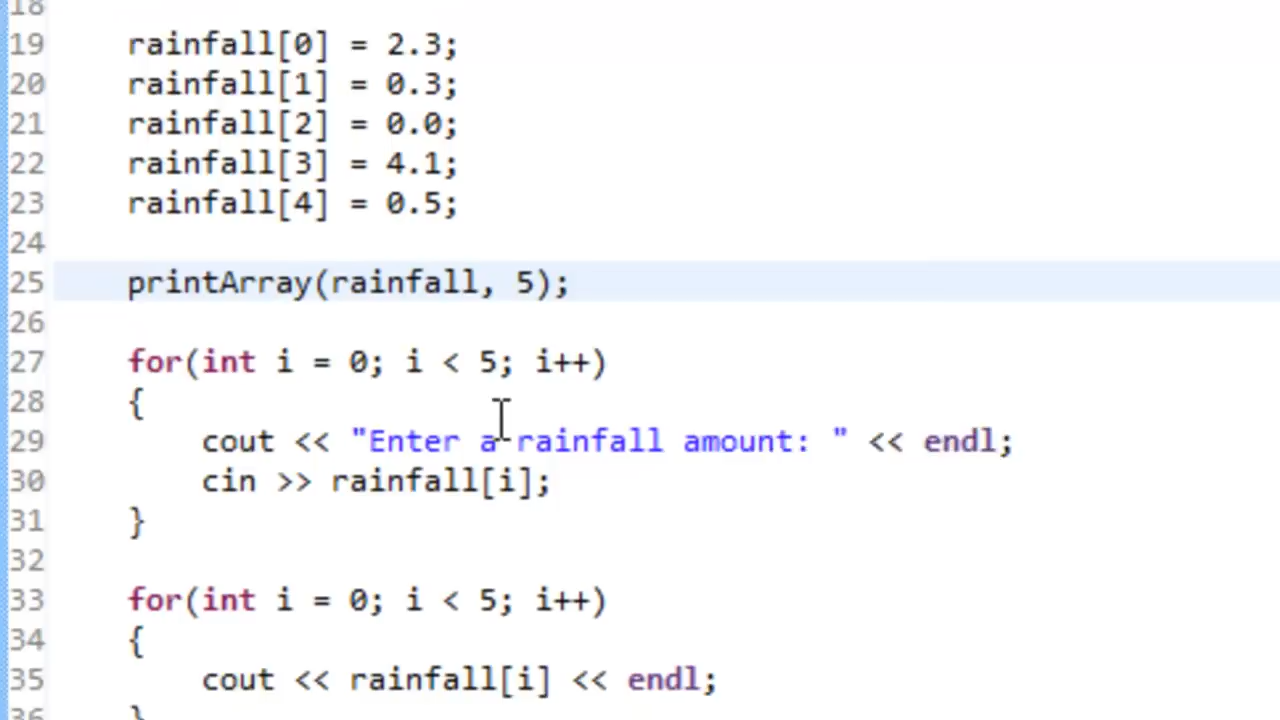 18
19 rainfall[0] = 2.3;
20 rainfall[1] = 0.3;
21 rainfall[2] = 0.0;
22 rainfall[3] = 4.1;
23 rainfall[4] = 0.5;
24
25 printArray(rainfall, 5);
26
27 for(int i = 0; i < 5; i++)
28 {
29 cout << "Enter a rainfall amount: " << endl;
30 cin >> rainfall[i];
31 }
32
33 for(int i = 0; i < 5; i++)
34 {
35 cout << rainfall[i] << endl;
36 }